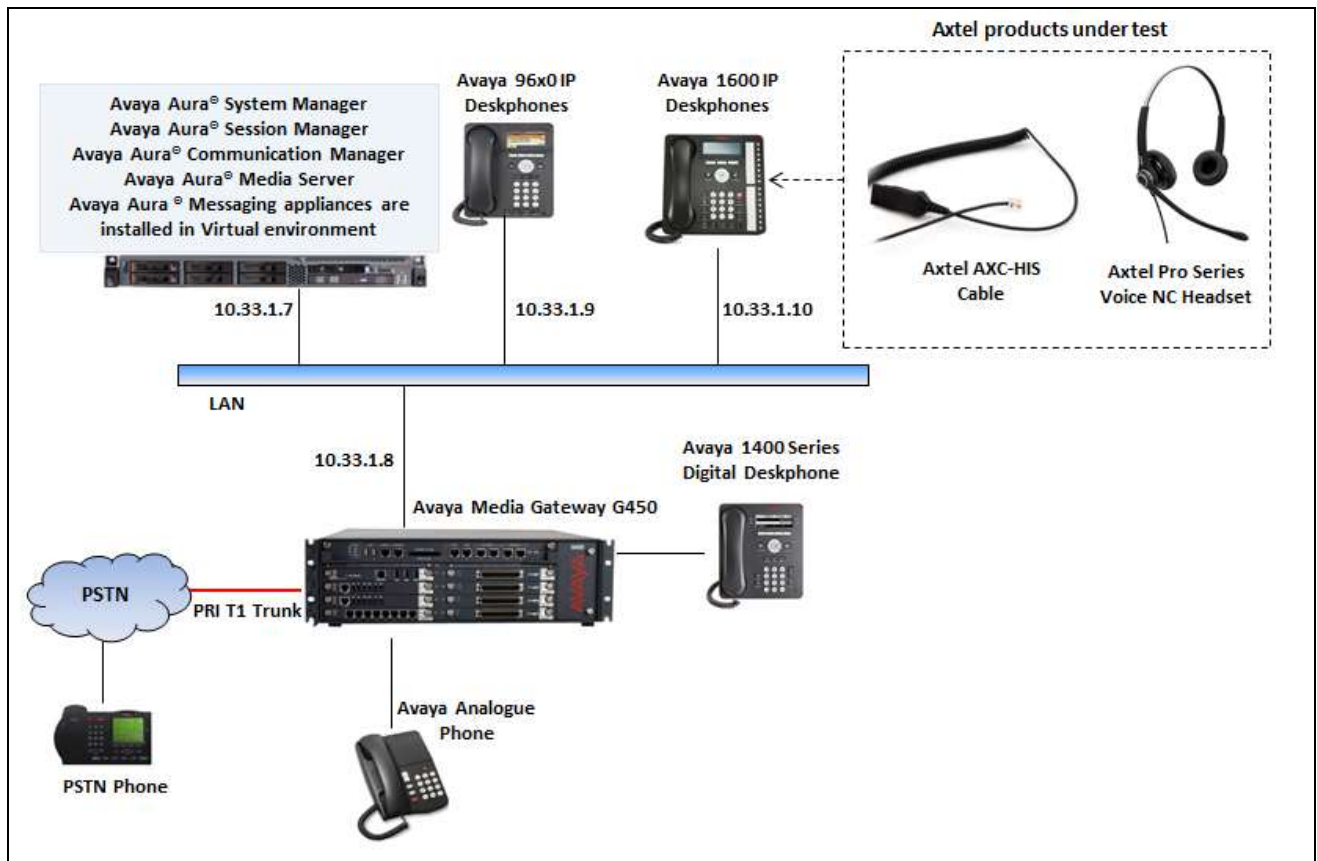 Axtel products under test
Avaya Aura® System Manager
Avaya Aura® Session Manager
Avaya Aura® Communication Manager
Avaya Aura® Media Server
Avaya Aura ® Messaging appliances are
installed in Virtual environment
Avaya 96x0 IP
Deskphones
Avaya 1600 IP
Deskphones
Axtel AXC-HIS
Cable
Axtel Pro Series
Voice NC Headset
10.33.1.7
10.33.1.9
10.33.1.10
LAN
10.33.1.8
Avaya 1400 Series
Digital Deskphone
Avaya Media Gateway G450
AVAYA
PSTN
PRI T1 Trunk
Avaya Analogue
Phone
PSTN Phone